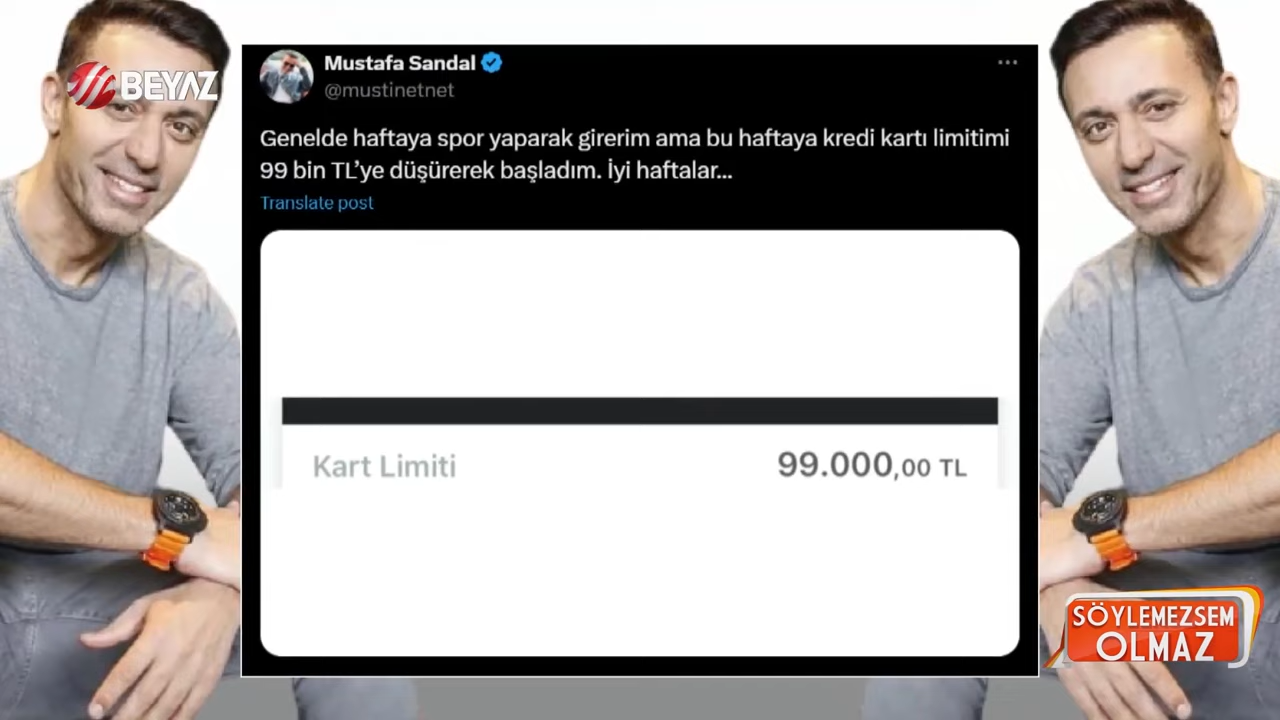 BEYAZ
Mustafa Sandal
@mustinetnet
Genelde haftaya spor yaparak girerim ama bu haftaya kredi kartı limitimi
99 bin TL’ye düşürerek başladım. İyi haftalar...
Translate post
Kart Limiti 99.000,00 TL
SÖYLEMEZSEM
OLMAZ